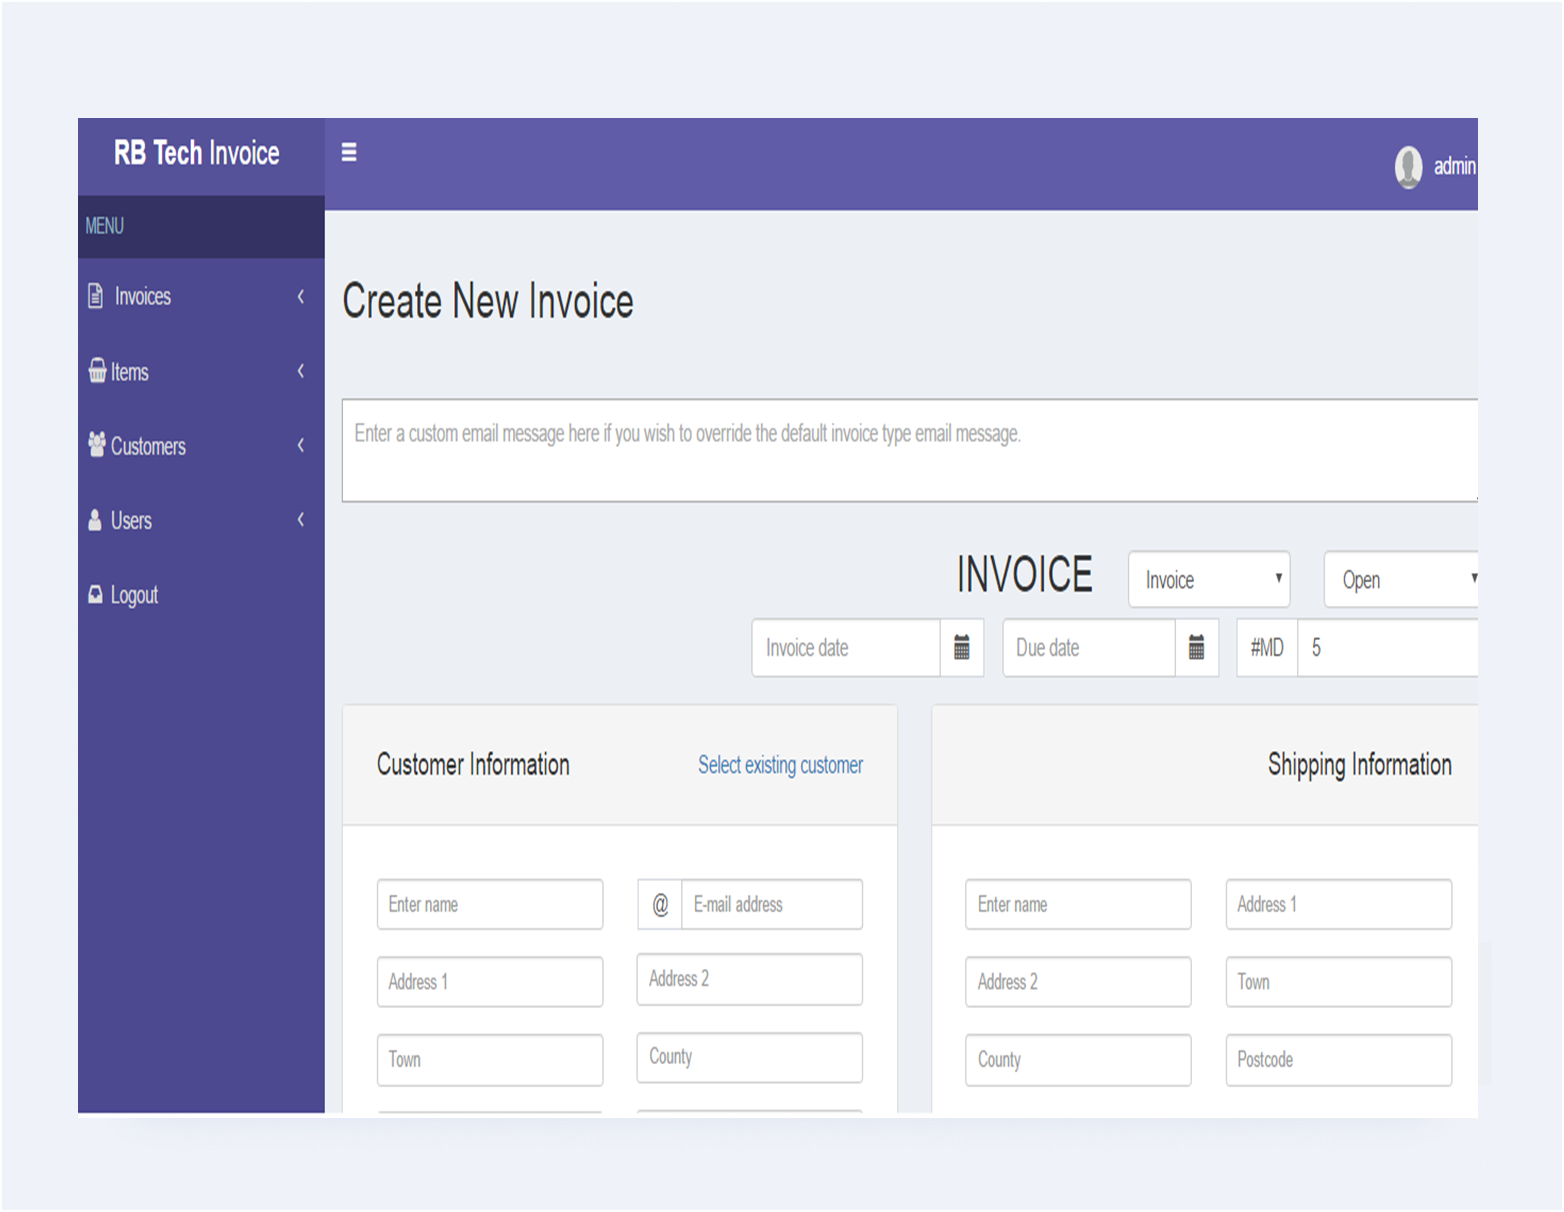 RB Tech Invoice
admin
MENU
Invoices
Items
Customers
Users
Logout
Create New Invoice
Enter a custom email message here if you wish to override the default invoice type email message.
INVOICE Invoice Open
Invoice date Due date #MD 5
Customer Information Select existing customer
Enter name @ E-mail address
Address 1 Address 2
Town County
Shipping Information
Enter name Address 1
Address 2 Town
County Postcode